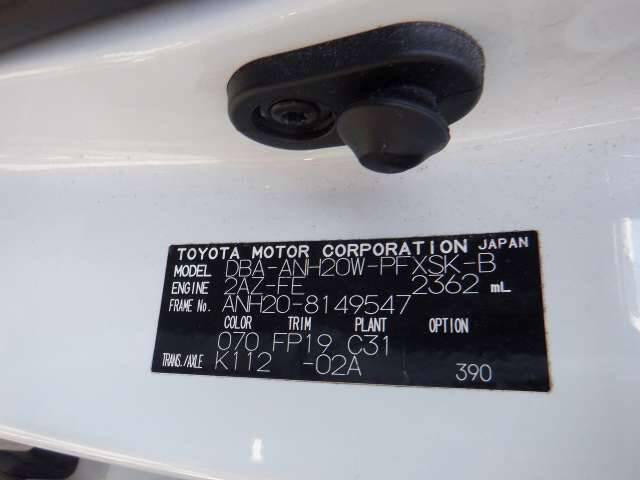 TOYOTA MOTOR CORPORATION JAPAN
MODEL DBA-ANH20W-PFXSK-B
ENGINE 2AZ-FE 2362 mL
FRAME No. ANH20-8149547
COLOR TRIM PLANT OPTION
070 FP19 C31
TRANS./AXLE K112 -02A 390